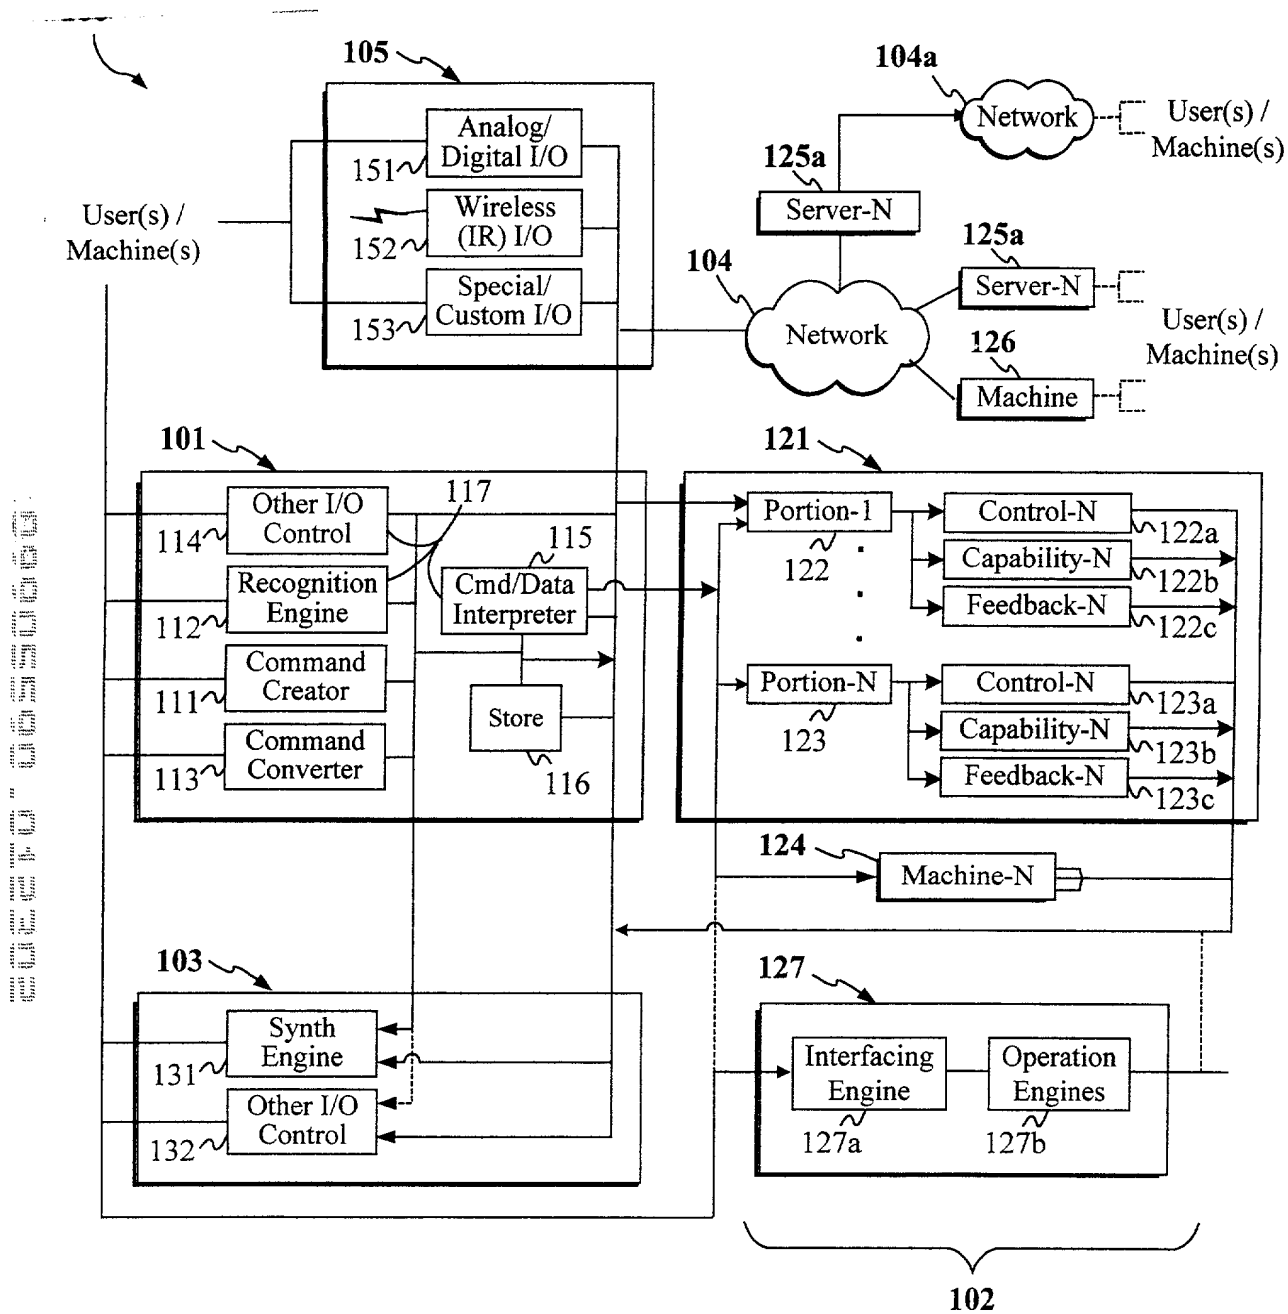 105
104a
Network
User(s) /
Machine(s)
Analog/
Digital I/O
151
125a
Server-N
User(s) /
Machine(s)
Wireless
(IR) I/O
152
125a
Server-N
104
Network
Special/
Custom I/O
153
User(s) /
Machine(s)
126
Machine
101
121
Other I/O
Control
114
117
115
Portion-1
122
Control-N
122a
Recognition
Engine
112
Cmd/Data
Interpreter
Capability-N
122b
Feedback-N
122c
Command
Creator
111
Store
116
Portion-N
123
Control-N
123a
Command
Converter
113
Capability-N
123b
Feedback-N
123c
124
Machine-N
103
127
Synth
Engine
131
Interfacing
Engine
127a
Operation
Engines
127b
Other I/O
Control
132
102